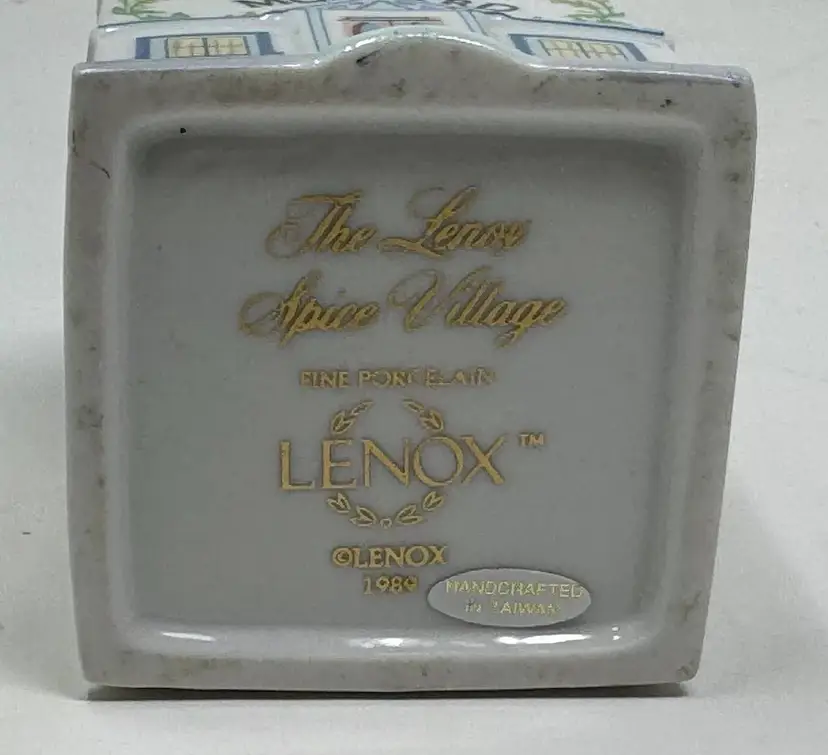 The Lenox
Spice Village
FINE PORCELAIN
LENOX™
©LENOX
1989
HANDCRAFTED
IN TAIWAN